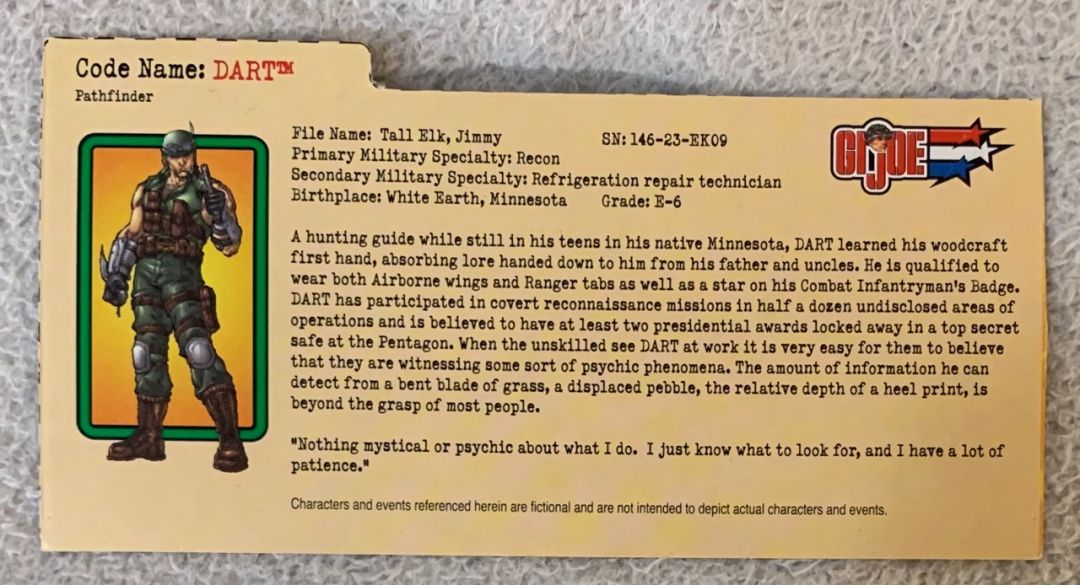 Code Name: DART™
Pathfinder
File Name: Tall Elk, Jimmy SN: 146-23-EK09
Primary Military Specialty: Recon
Secondary Military Specialty: Refrigeration repair technician
Birthplace: White Earth, Minnesota Grade: E-6
GI JOE
A hunting guide while still in his teens in his native Minnesota, DART learned his woodcraft
first hand, absorbing lore handed down to him from his father and uncles. He is qualified to
wear both Airborne wings and Ranger tabs as well as a star on his Combat Infantryman's Badge.
DART has participated in covert reconnaissance missions in half a dozen undisclosed areas of
operations and is believed to have at least two presidential awards locked away in a top secret
safe at the Pentagon. When the unskilled see DART at work it is very easy for them to believe
that they are witnessing some sort of psychic phenomena. The amount of information he can
detect from a bent blade of grass, a displaced pebble, the relative depth of a heel print, is
beyond the grasp of most people.
"Nothing mystical or psychic about what I do. I just know what to look for, and I have a lot of
patience."
Characters and events referenced herein are fictional and are not intended to depict actual characters and events.